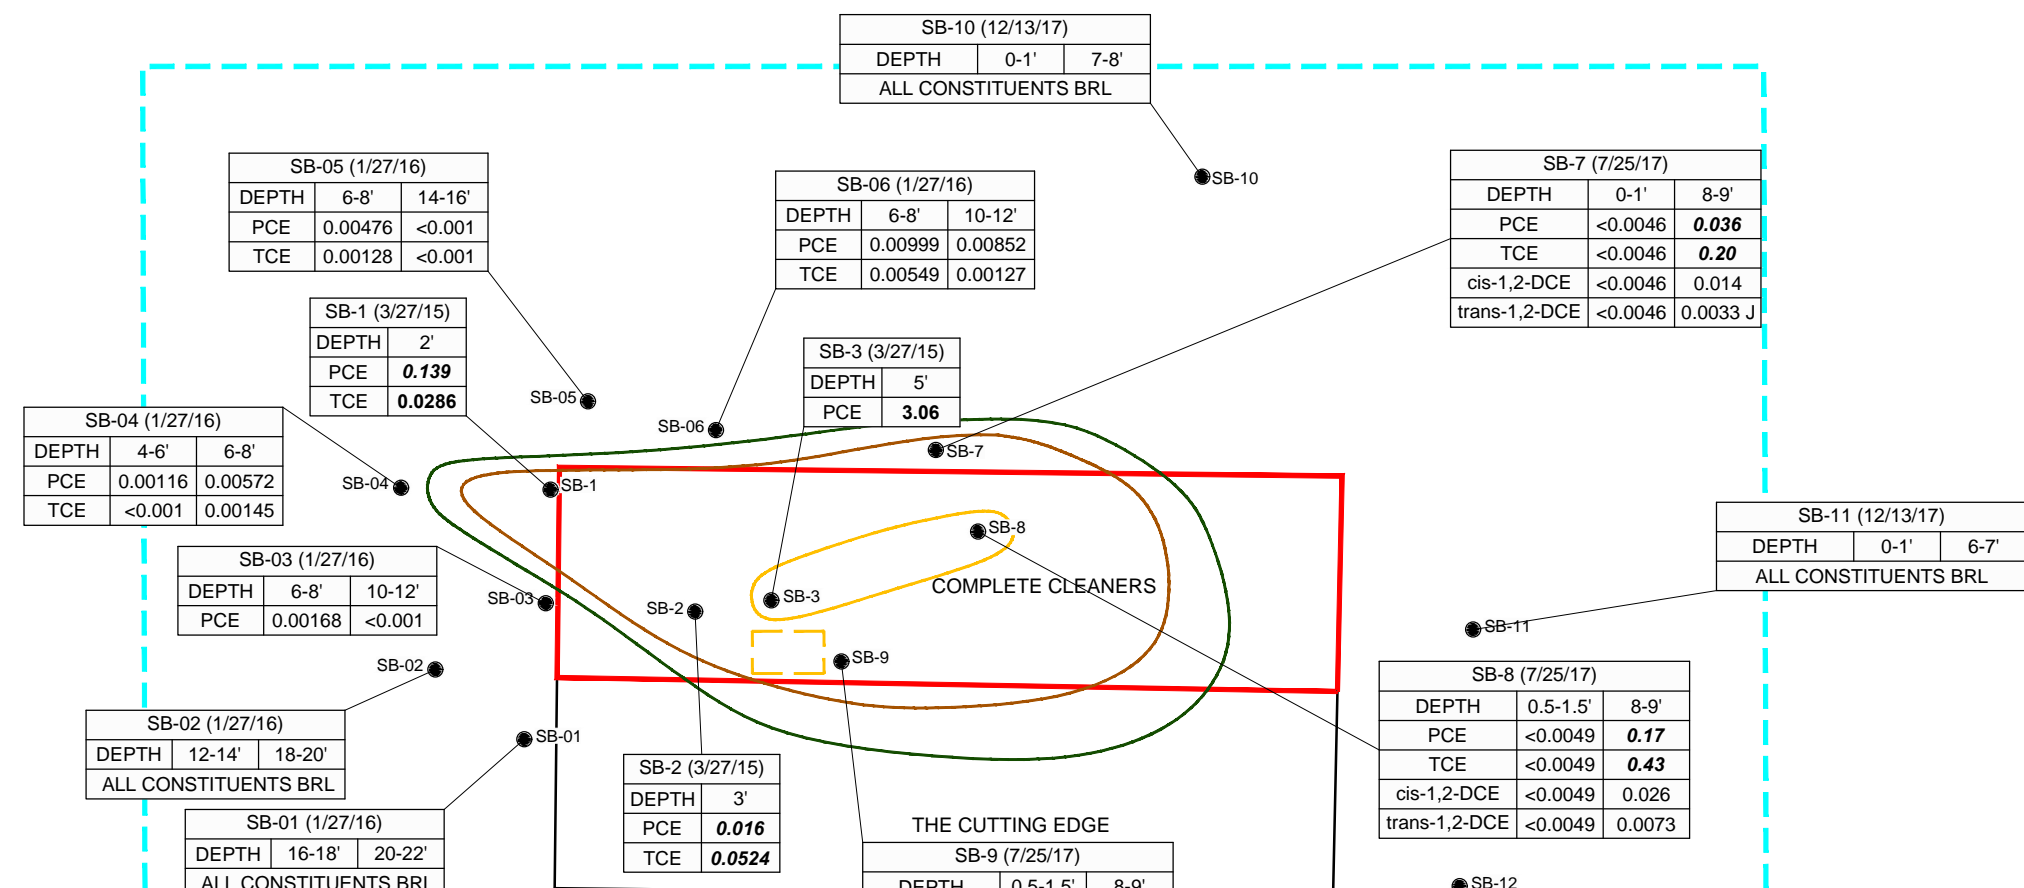 SB-10 (12/13/17)
DEPTH 0-1' 7-8'
ALL CONSTITUENTS BRL
SB-10
SB-05 (1/27/16)
DEPTH 6-8' 14-16'
PCE 0.00476 <0.001
TCE 0.00128 <0.001
SB-05
SB-06 (1/27/16)
DEPTH 6-8' 10-12'
PCE 0.00999 0.00852
TCE 0.00549 0.00127
SB-06
SB-7 (7/25/17)
DEPTH 0-1' 8-9'
PCE <0.0046 0.036
TCE <0.0046 0.20
cis-1,2-DCE <0.0046 0.014
trans-1,2-DCE <0.0046 0.0033 J
SB-7
SB-1 (3/27/15)
DEPTH 2'
PCE 0.139
TCE 0.0286
SB-1
SB-3 (3/27/15)
DEPTH 5'
PCE 3.06
SB-3
SB-04 (1/27/16)
DEPTH 4-6' 6-8'
PCE 0.00116 0.00572
TCE <0.001 0.00145
SB-04
SB-03 (1/27/16)
DEPTH 6-8' 10-12'
PCE 0.00168 <0.001
SB-03
SB-2
SB-8
COMPLETE CLEANERS
SB-9
SB-11 (12/13/17)
DEPTH 0-1' 6-7'
ALL CONSTITUENTS BRL
SB-11
SB-02
SB-02 (1/27/16)
DEPTH 12-14' 18-20'
ALL CONSTITUENTS BRL
SB-01
SB-01 (1/27/16)
DEPTH 16-18' 20-22'
ALL CONSTITUENTS BRL
SB-2 (3/27/15)
DEPTH 3'
PCE 0.016
TCE 0.0524
SB-8 (7/25/17)
DEPTH 0.5-1.5' 8-9'
PCE <0.0049 0.17
TCE <0.0049 0.43
cis-1,2-DCE <0.0049 0.026
trans-1,2-DCE <0.0049 0.0073
THE CUTTING EDGE
SB-9 (7/25/17)
DEPTH 0.5-1.5' 8-9'
SB-12